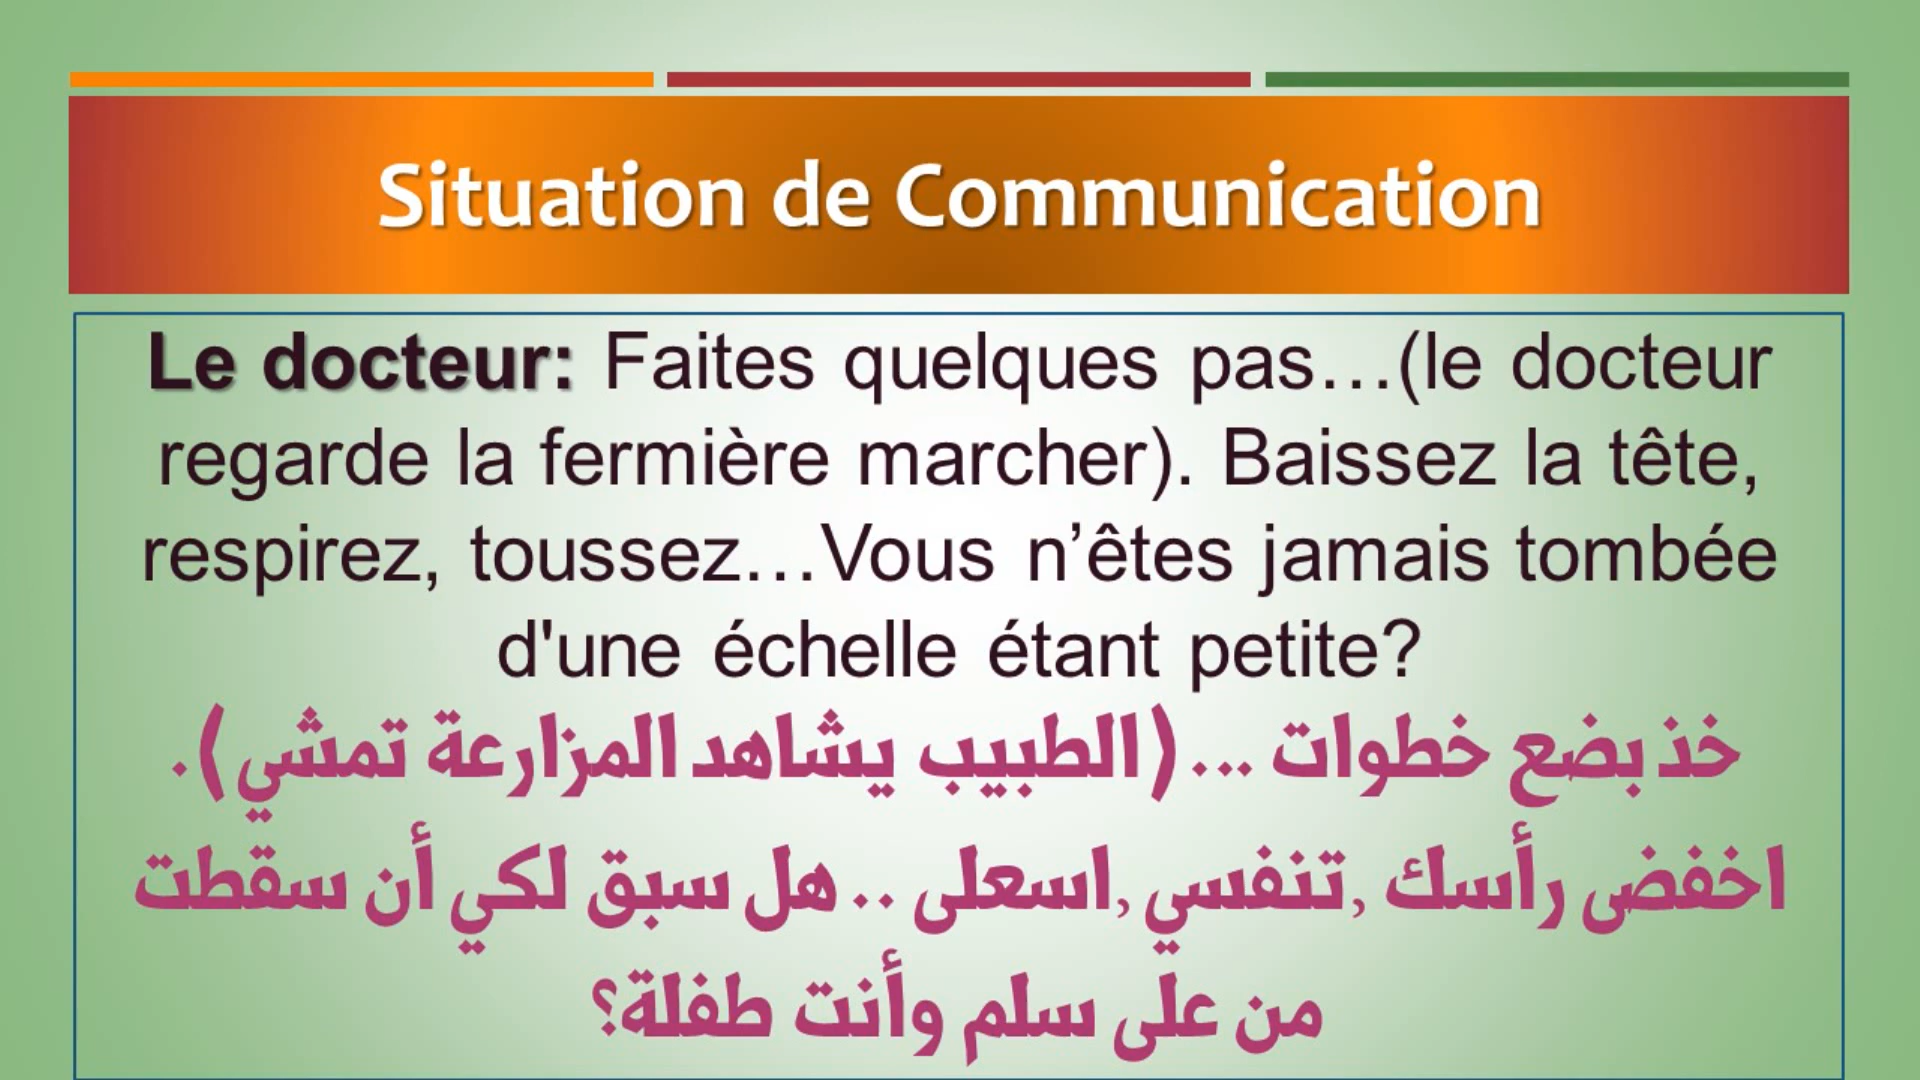 Situation de Communication
Le docteur: Faites quelques pas…(le docteur
regarde la fermière marcher). Baissez la tête,
respirez, toussez…Vous n’êtes jamais tombée
d'une échelle étant petite?
خذ بضع خطوات ... (الطبيب يشاهد المزارعة تمشي).
اخفض رأسك ,تنفسي ,اسعلى .. هل سبق لكي أن سقطت
من على سلم وأنت طفلة؟